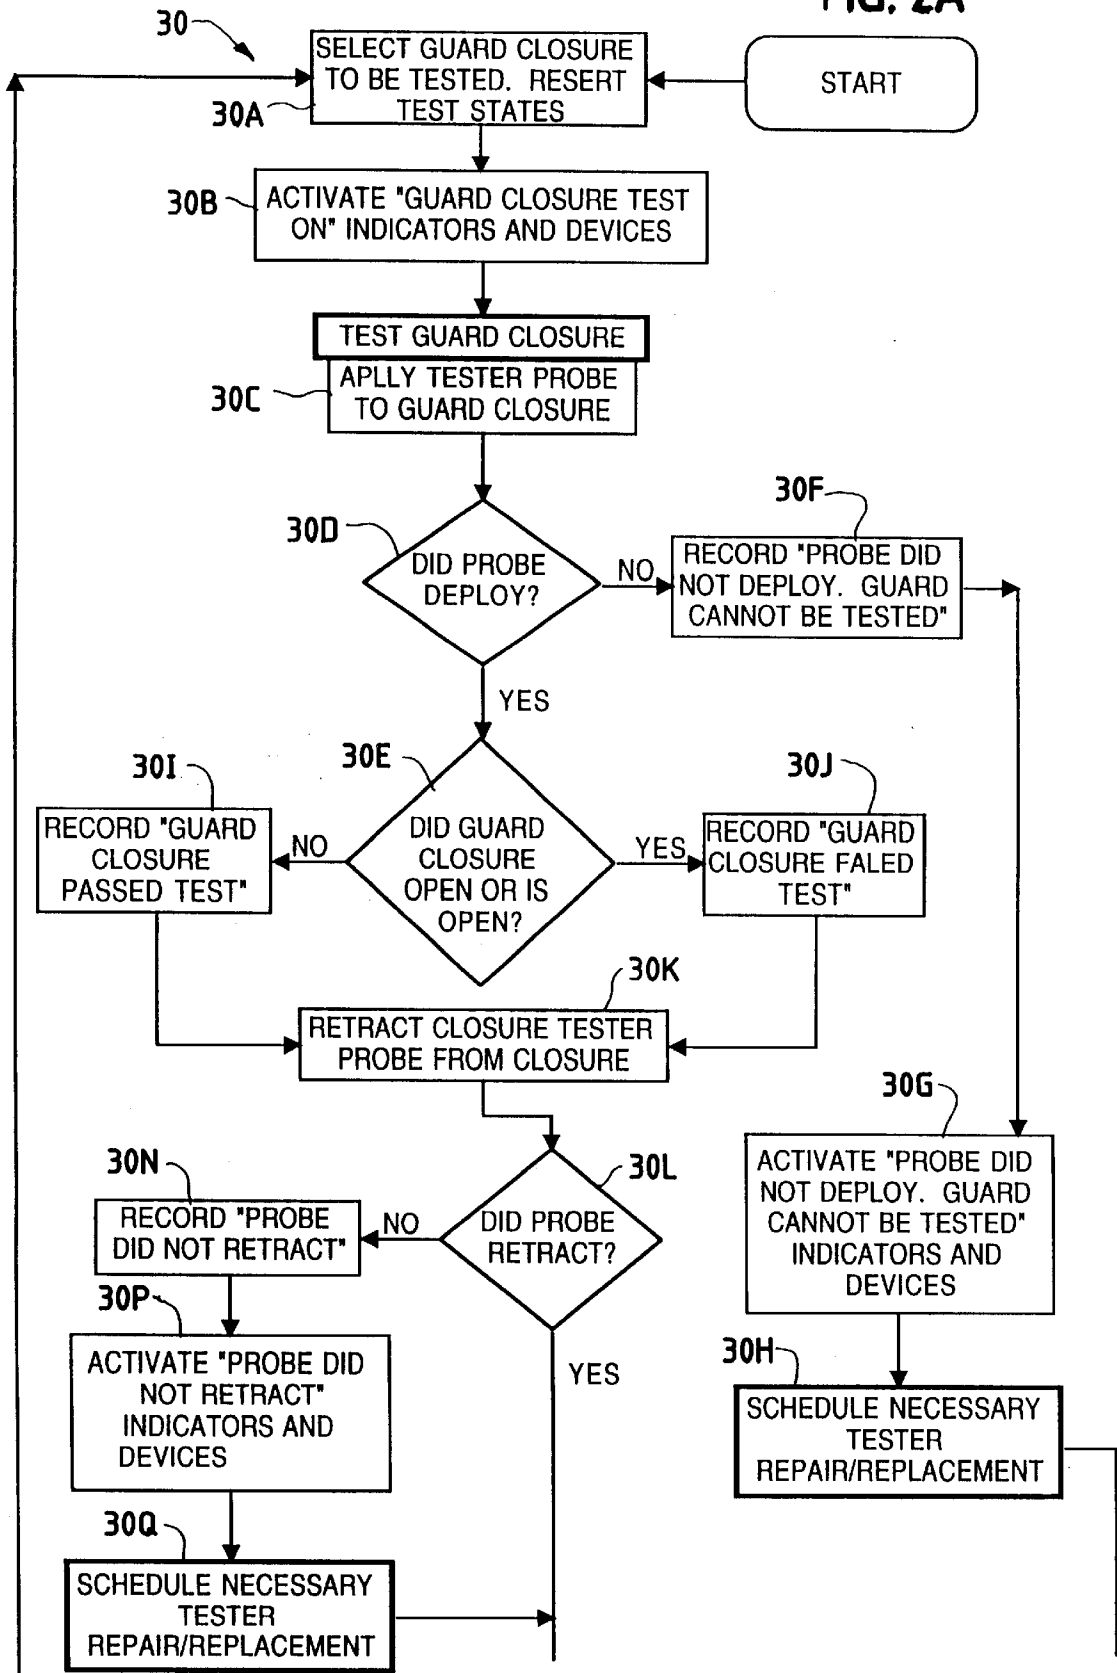 FIG. 2A
30
SELECT GUARD CLOSURE
TO BE TESTED. RESERT
TEST STATES
30A
START
30B
ACTIVATE "GUARD CLOSURE TEST
ON" INDICATORS AND DEVICES
TEST GUARD CLOSURE
30C
APLLY TESTER PROBE
TO GUARD CLOSURE
30D
DID PROBE
DEPLOY?
NO
30F
RECORD "PROBE DID
NOT DEPLOY. GUARD
CANNOT BE TESTED"
YES
30E
DID GUARD
CLOSURE
OPEN OR IS
OPEN?
NO
30I
RECORD "GUARD
CLOSURE
PASSED TEST"
YES
30J
RECORD "GUARD
CLOSURE FALED
TEST"
30K
RETRACT CLOSURE TESTER
PROBE FROM CLOSURE
30G
ACTIVATE "PROBE DID
NOT DEPLOY. GUARD
CANNOT BE TESTED"
INDICATORS AND
DEVICES
30L
DID PROBE
RETRACT?
NO
30N
RECORD "PROBE
DID NOT RETRACT"
30P
ACTIVATE "PROBE DID
NOT RETRACT"
INDICATORS AND
DEVICES
YES
30H
SCHEDULE NECESSARY
TESTER
REPAIR/REPLACEMENT
30Q
SCHEDULE NECESSARY
TESTER
REPAIR/REPLACEMENT